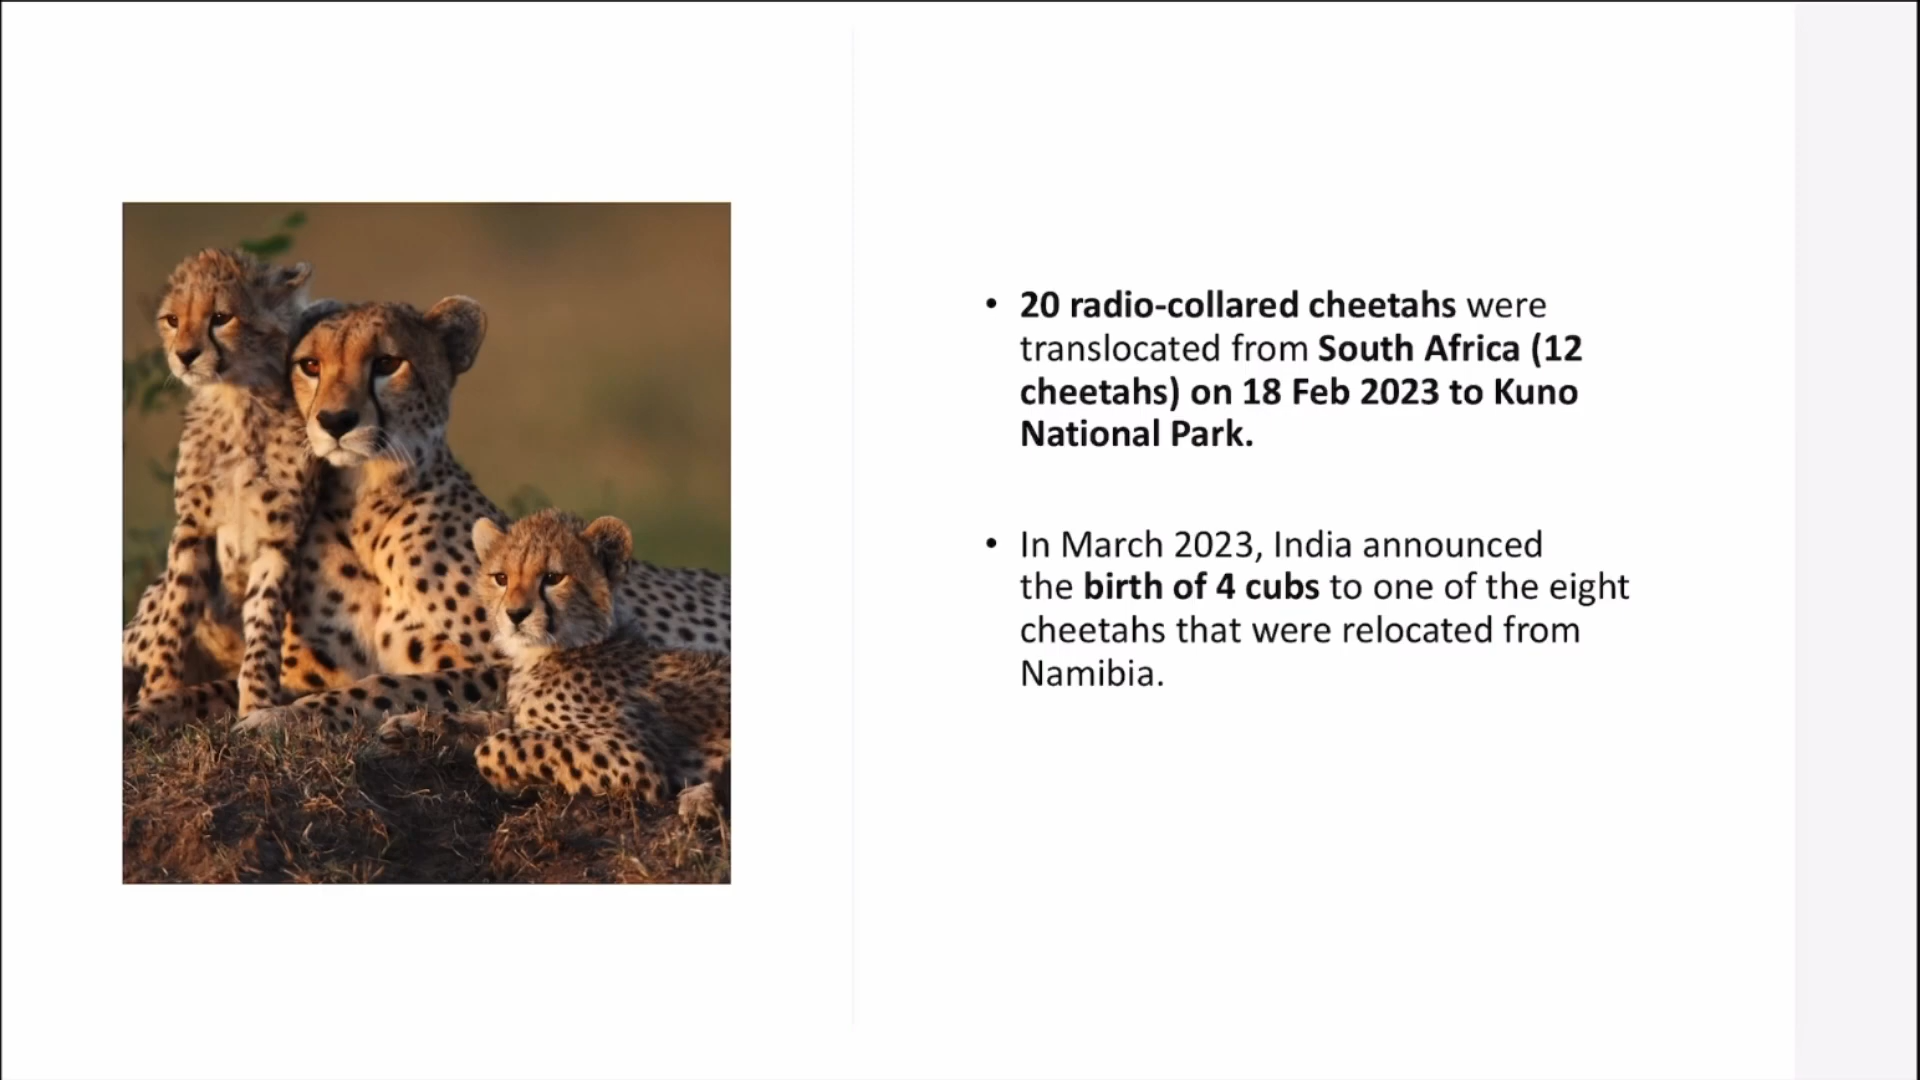 • 20 radio-collared cheetahs were
translocated from South Africa (12
cheetahs) on 18 Feb 2023 to Kuno
National Park.
• In March 2023, India announced
the birth of 4 cubs to one of the eight
cheetahs that were relocated from
Namibia.